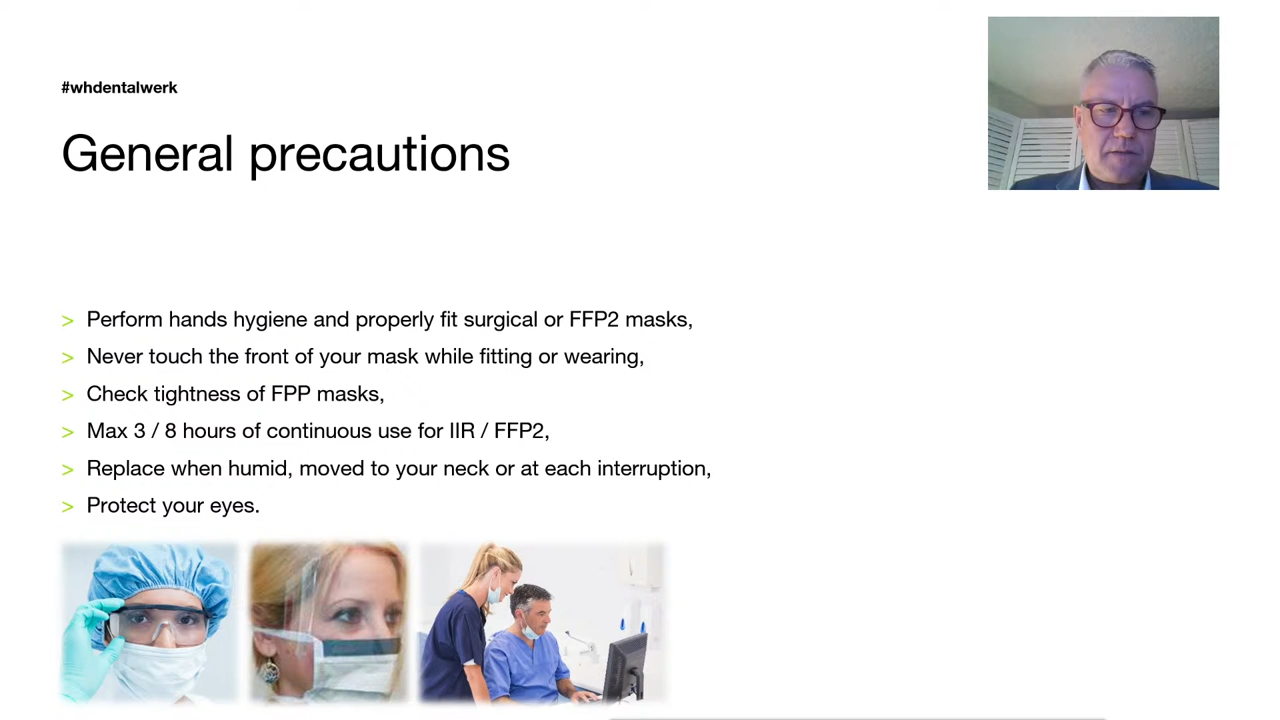 #whdentalwerk
General precautions
> Perform hands hygiene and properly fit surgical or FFP2 masks,
> Never touch the front of your mask while fitting or wearing,
> Check tightness of FPP masks,
> Max 3 / 8 hours of continuous use for IIR / FFP2,
> Replace when humid, moved to your neck or at each interruption,
> Protect your eyes.